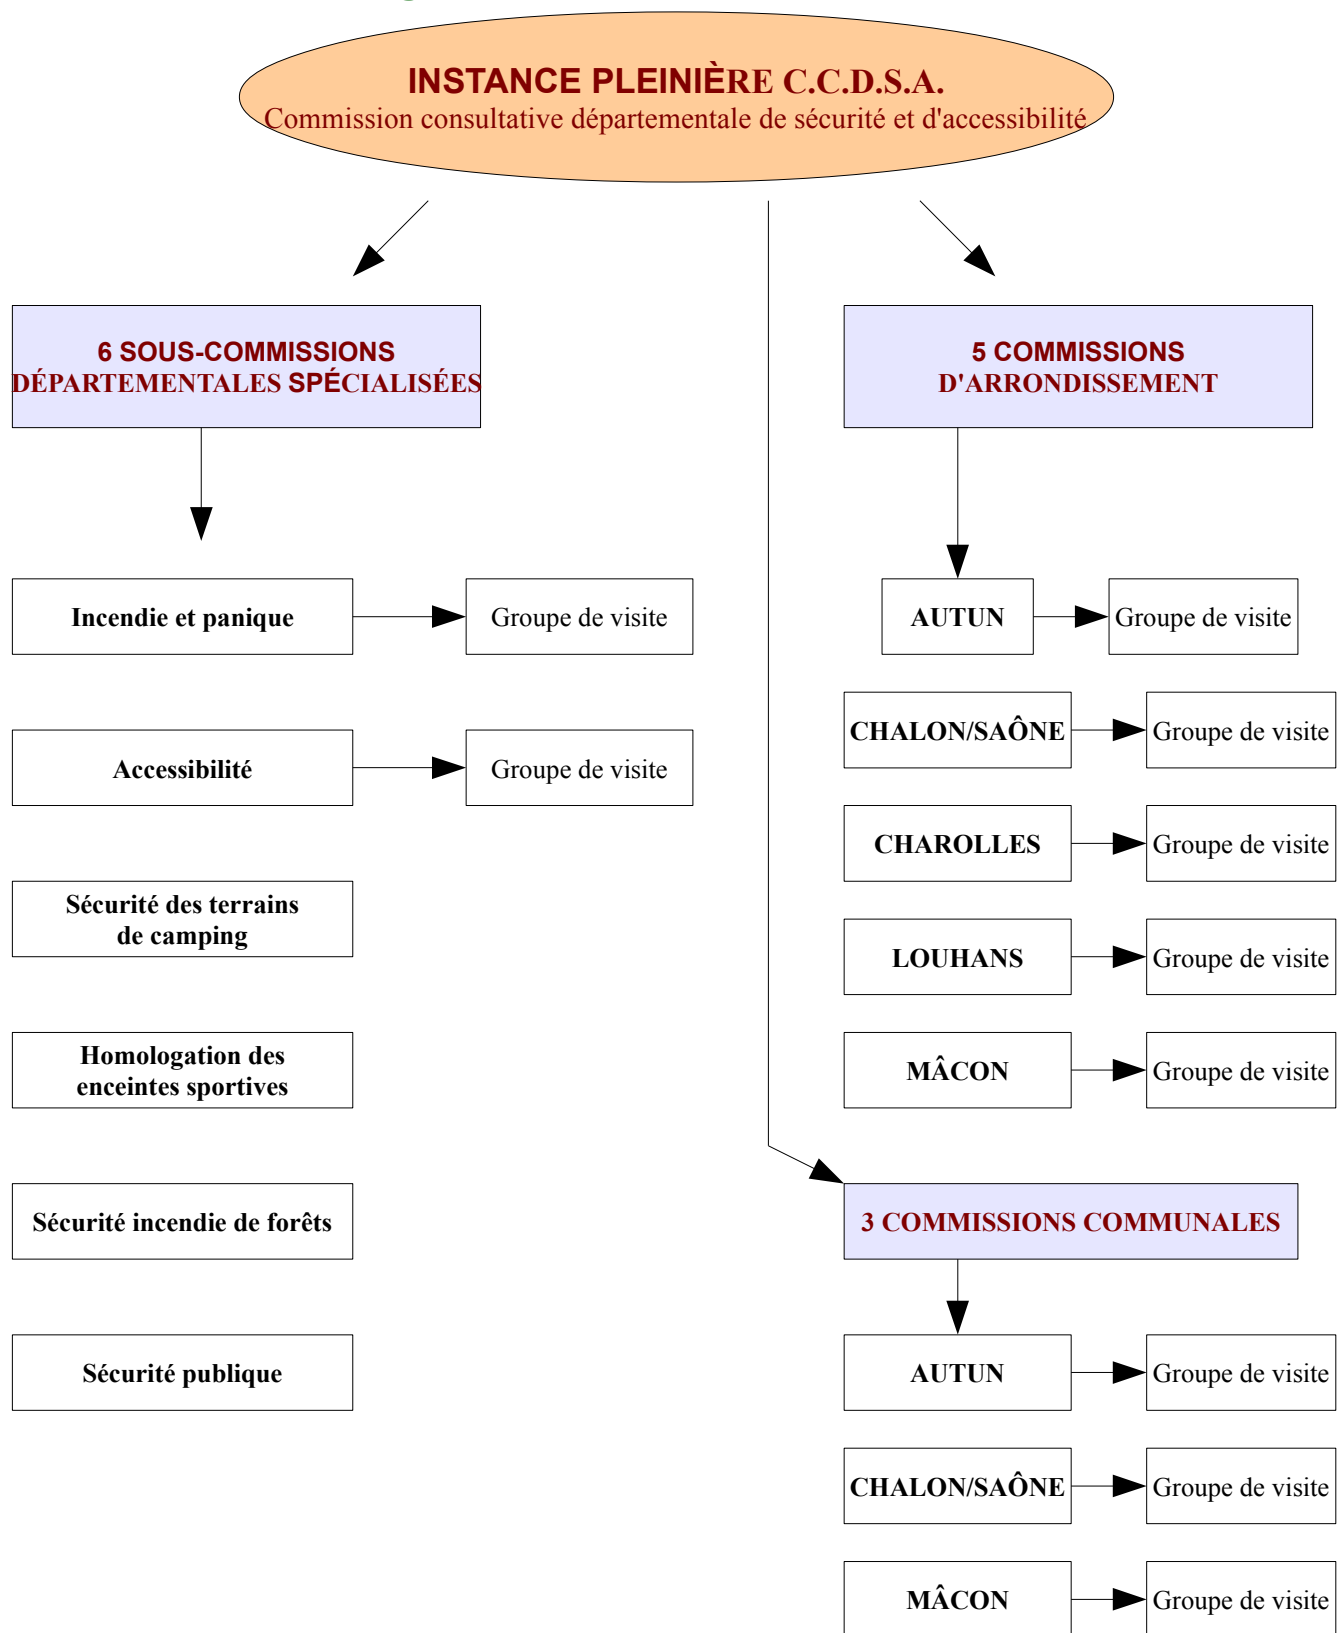 INSTANCE PLEINIÈRE C.C.D.S.A.
Commission consultative départementale de sécurité et d'accessibilité
6 SOUS-COMMISSIONS
DÉPARTEMENTALES SPÉCIALISÉES
Incendie et panique
Groupe de visite
Accessibilité
Groupe de visite
Sécurité des terrains
de camping
Homologation des
enceintes sportives
Sécurité incendie de forêts
Sécurité publique
5 COMMISSIONS
D'ARRONDISSEMENT
AUTUN
Groupe de visite
CHALON/SAÔNE
Groupe de visite
CHAROLLES
Groupe de visite
LOUHANS
Groupe de visite
MÂCON
Groupe de visite
3 COMMISSIONS COMMUNALES
AUTUN
Groupe de visite
CHALON/SAÔNE
Groupe de visite
MÂCON
Groupe de visite